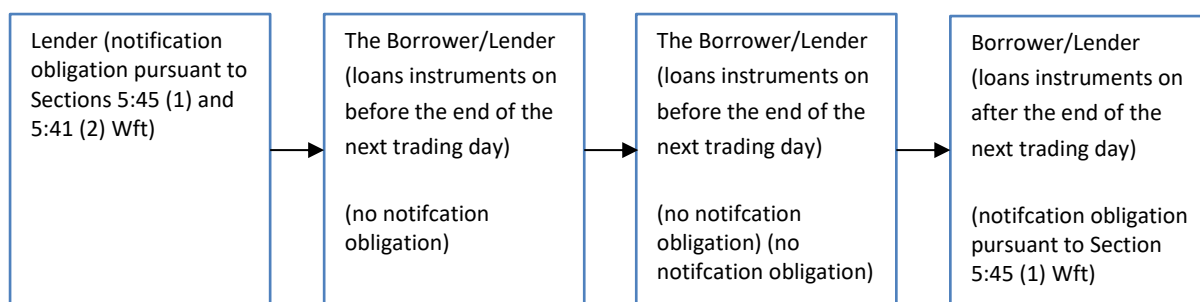 Lender (notification
obligation pursuant to
Sections 5:45 (1) and
5:41 (2) Wft)
The Borrower/Lender
(loans instruments on
before the end of the
next trading day)
(no notifcation
obligation)
The Borrower/Lender
(loans instruments on
before the end of the
next trading day)
(no notifcation
obligation) (no
notifcation obligation)
Borrower/Lender
(loans instruments on
after the end of the
next trading day)
(notifcation obligation
pursuant to Section
5:45 (1) Wft)